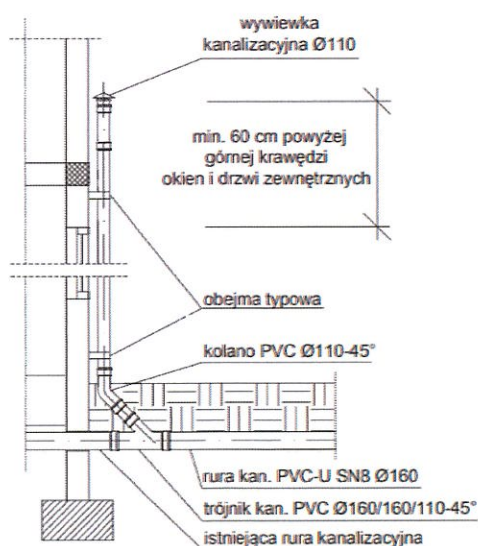 wywiewka
kanalizacyjna Ø110
min. 60 cm powyżej
górnej krawędzi
okien i drzwi zewnętrznych
obejma typowa
kolano PVC Ø110-45°
rura kan. PVC-U SN8 Ø160
trójnik kan. PVC Ø160/160/110-45°
istniejąca rura kanalizacyjna